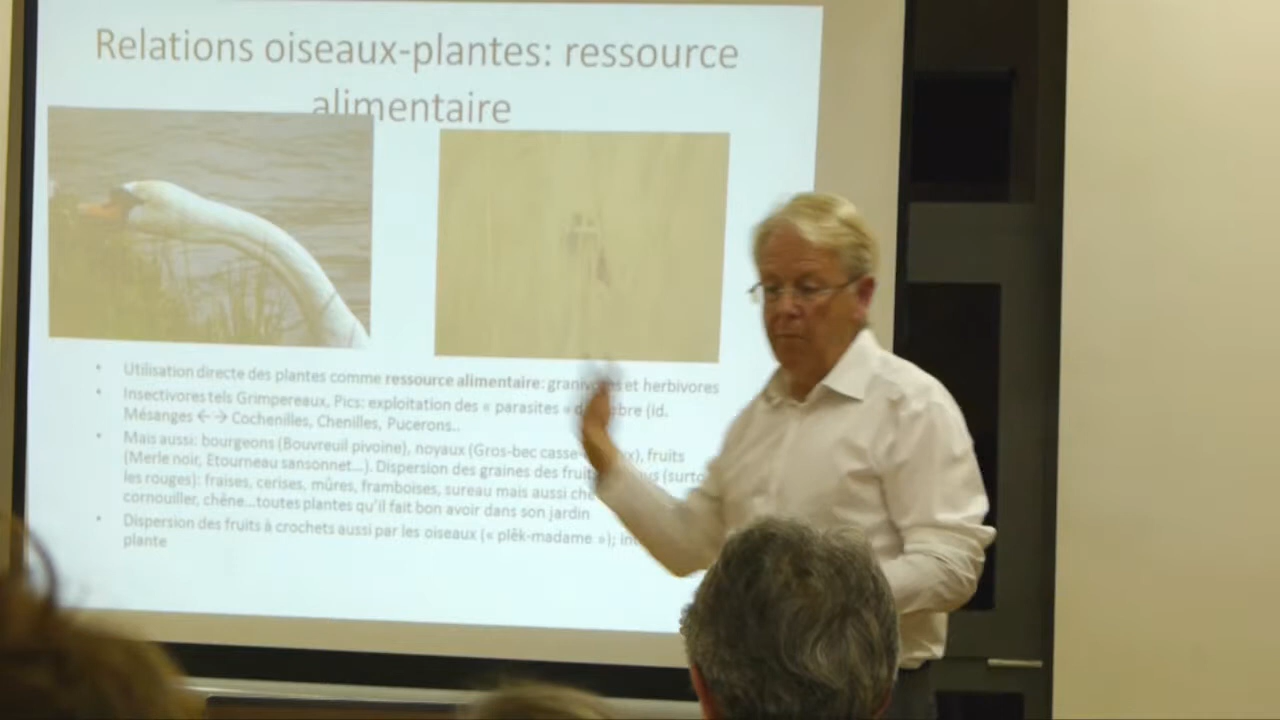 Relations oiseaux-plantes: ressource
alimentaire
• Utilisation directe des plantes comme ressource alimentaire: granivores et herbivores
• Insectivores tels Grimpereaux, Pics: exploitation des « parasites » (id.
Mésanges ←→ Cochenilles, Chenilles, Pucerons..
• Mais aussi: bourgeons (Bouvreuil pivoine), noyaux (Gros-bec casse- fruits
(Merle noir, Etourneau sansonnet...). Dispersion des graines des
les rouges): fraises, cerises, mûres, framboises, sureau mais aussi
cornouiller, chêne...toutes plantes qu'il fait bon avoir dans son jardin
• Dispersion des fruits à crochets aussi par les oiseaux (« plêk-madame »);
plante